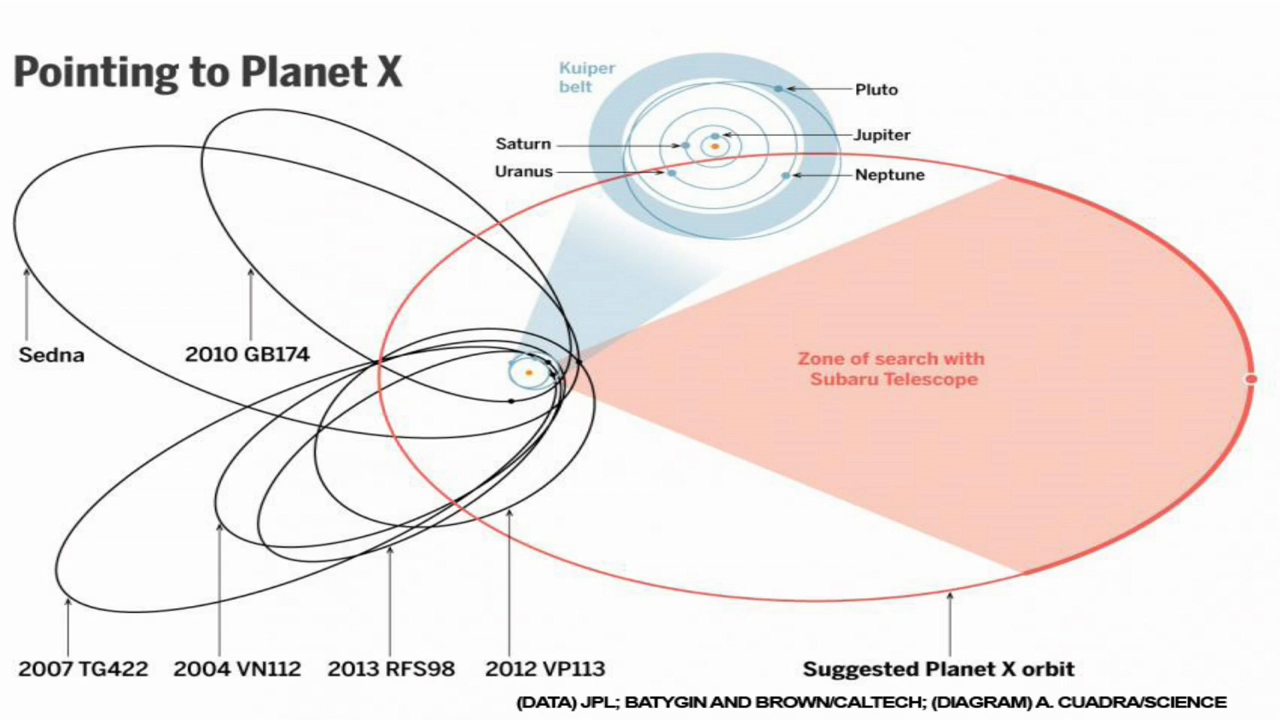 Pointing to Planet X
Kuiper
belt
Pluto
Jupiter
Saturn
Uranus
Neptune
Sedna
2010 GB174
Zone of search with
Subaru Telescope
2007 TG422
2004 VN112
2013 RFS98
2012 VP113
Suggested Planet X orbit
(DATA) JPL; BATYGIN AND BROWN/CALTECH; (DIAGRAM) A. CUADRA/SCIENCE